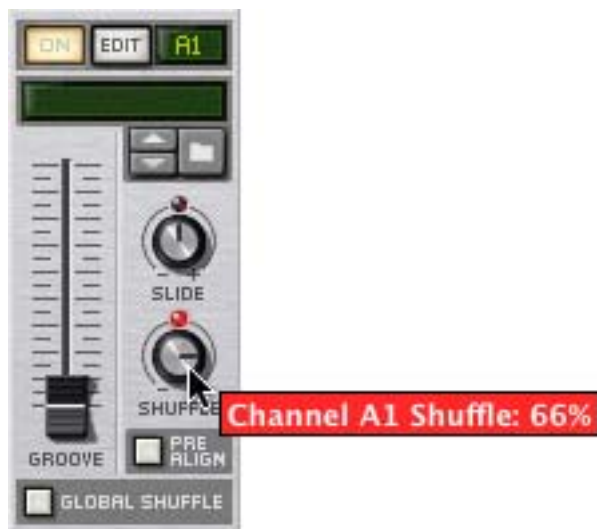 ON EDIT A1
- +
SLIDE
-
SHUFFLE
Channel A1 Shuffle: 66%
GROOVE
PRE
ALIGN
GLOBAL SHUFFLE